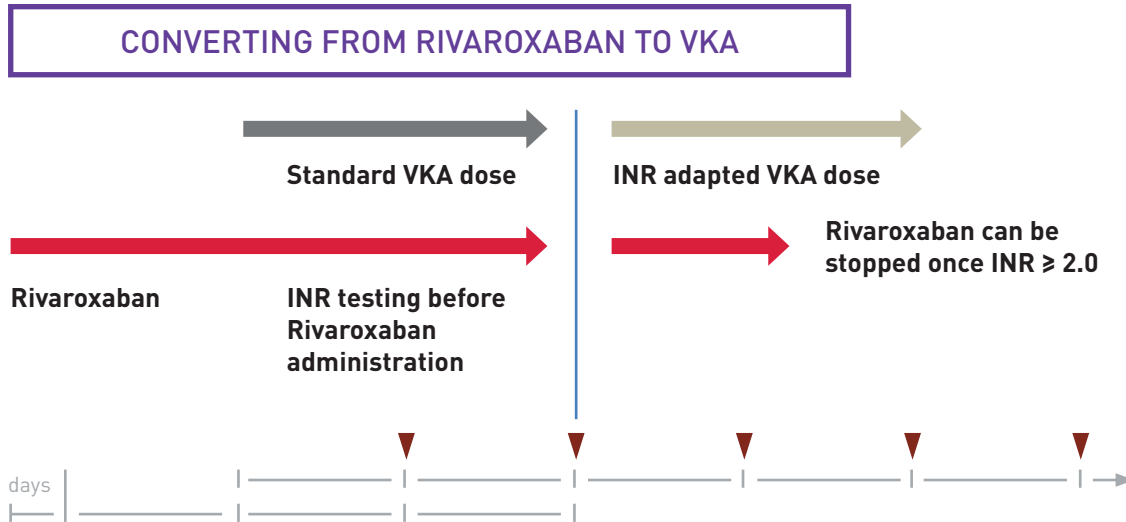 CONVERTING FROM RIVAROXABAN TO VKA
Standard VKA dose
INR adapted VKA dose
Rivaroxaban can be
stopped once INR ≥ 2.0
Rivaroxaban
INR testing before
Rivaroxaban
administration
days